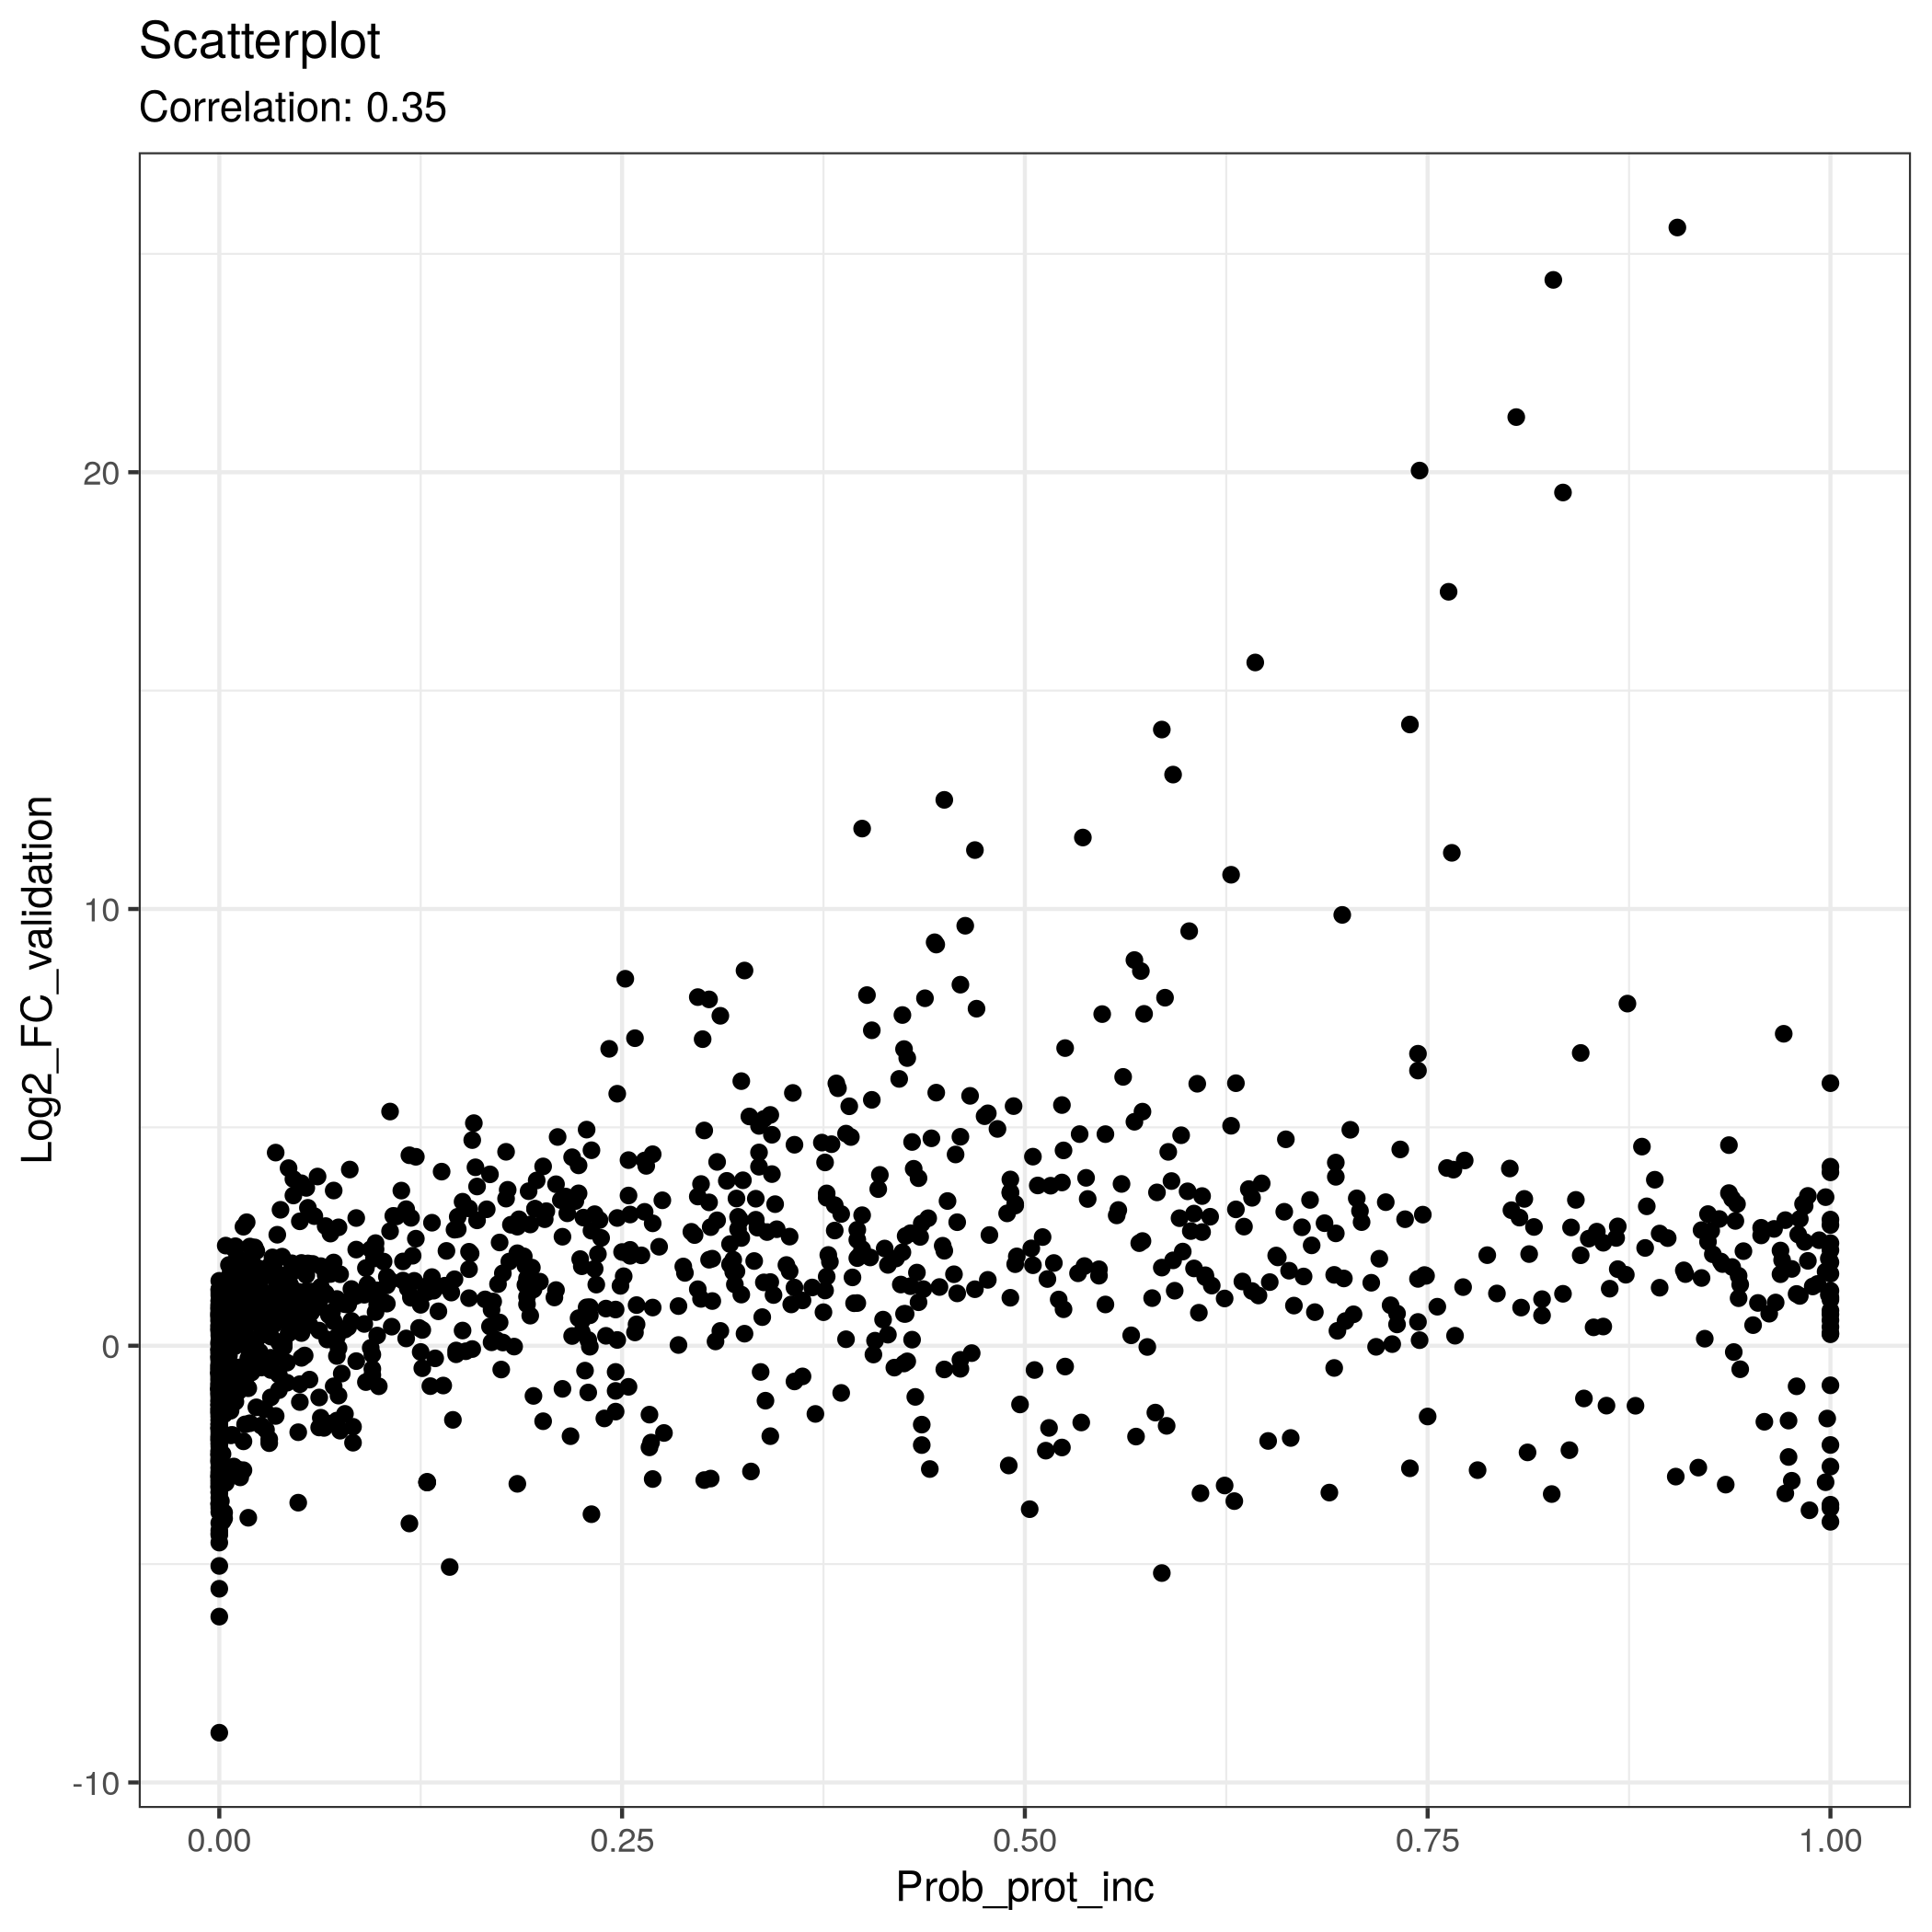 Scatterplot
Correlation: 0.35
Log2_FC_validation
20
10
0
-10
0.00 0.25 0.50 0.75 1.00
Prob_prot_inc